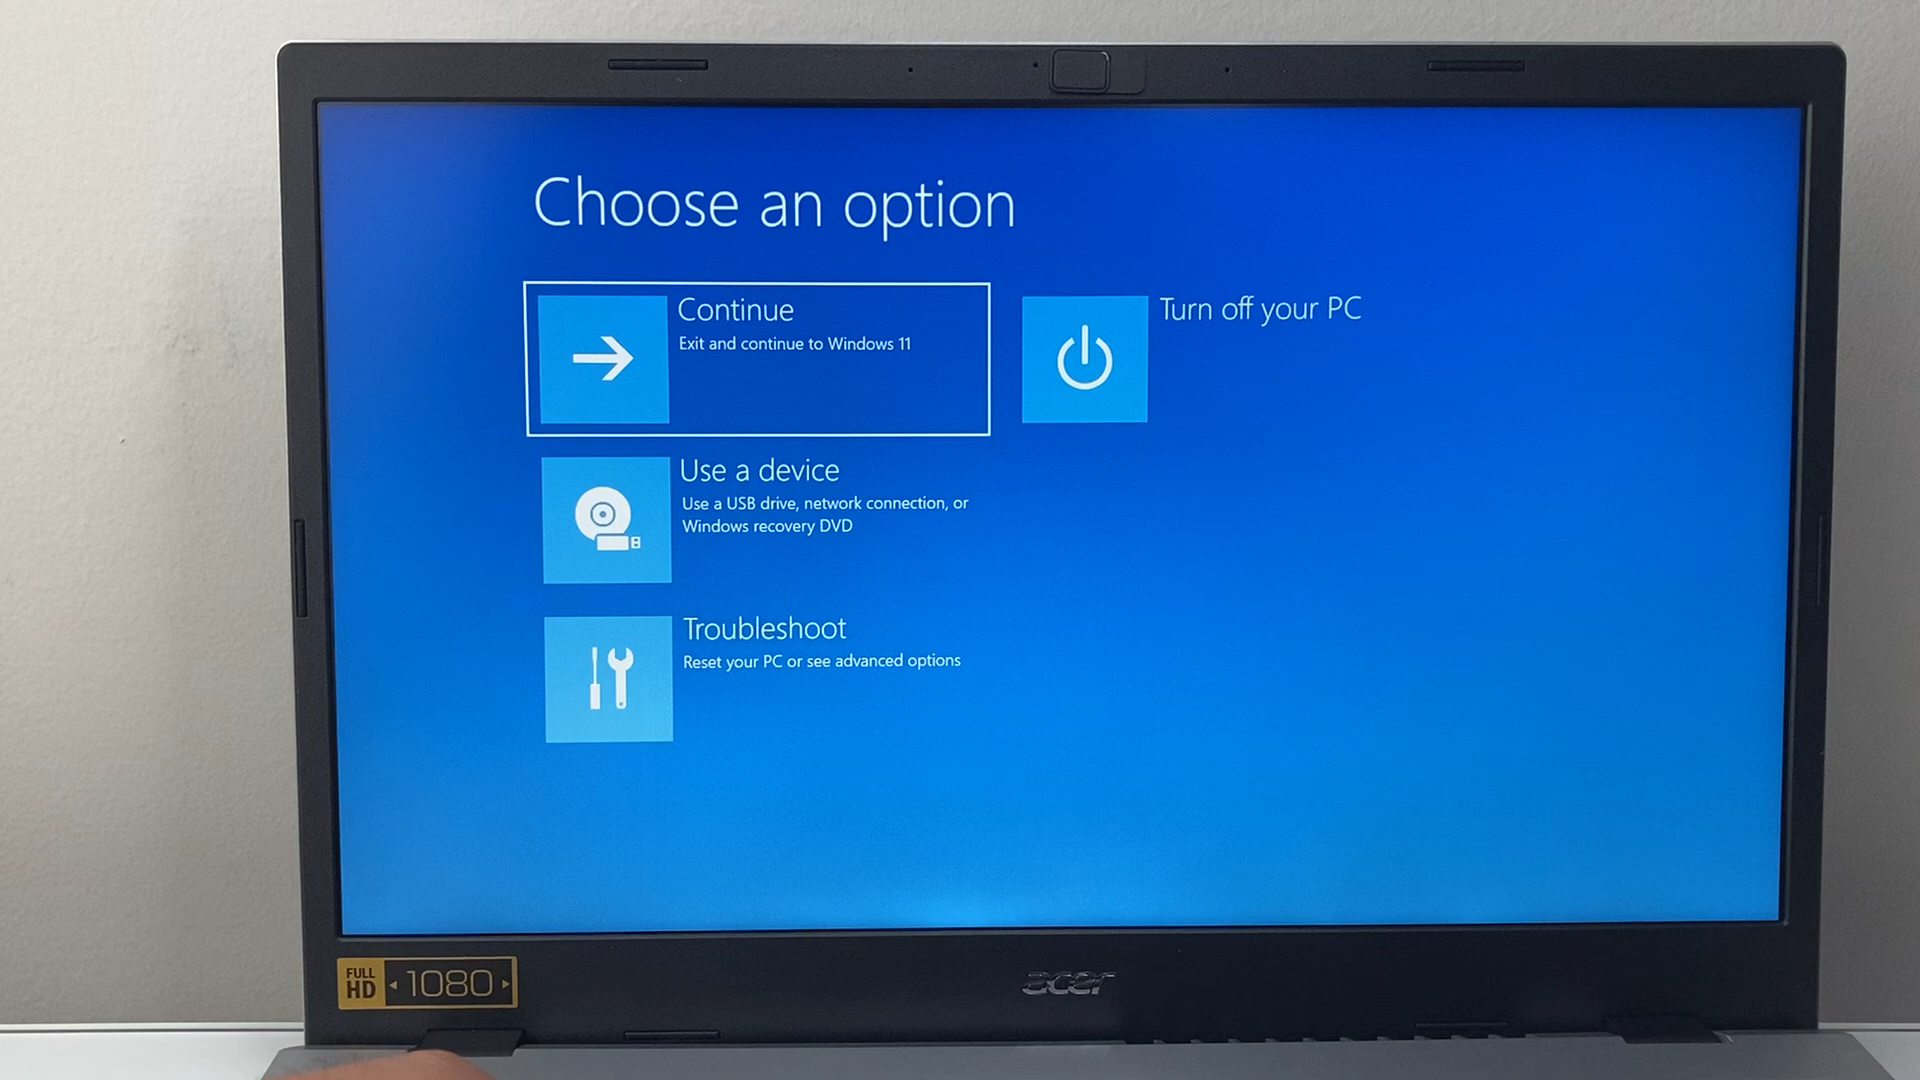 Choose an option
Continue
Exit and continue to Windows 11
Turn off your PC
Use a device
Use a USB drive, network connection, or
Windows recovery DVD
Troubleshoot
Reset your PC or see advanced options
FULL
HD
1080
acer